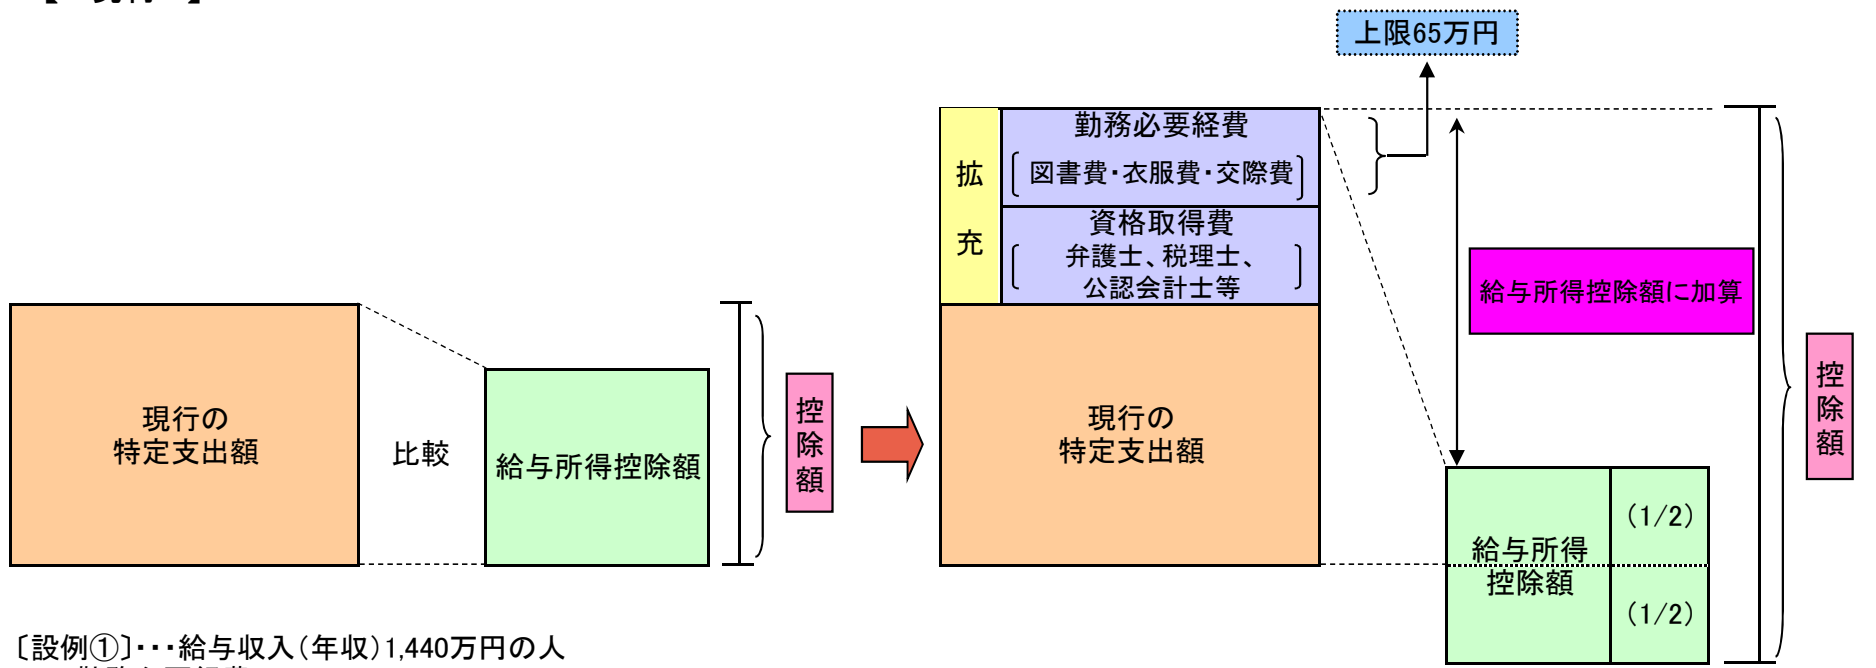 上限65万円
勤務必要経費
図書費・衣服費・交際費
拡
充
資格取得費
弁護士、税理士、
公認会計士等
給与所得控除額に加算
現行の
特定支出額
比較
給与所得控除額
控
除
額
現行の
特定支出額
控
除
額
給与所得
控除額
(1/2)
(1/2)
〔設例①〕・・・給与収入(年収)1,440万円の人